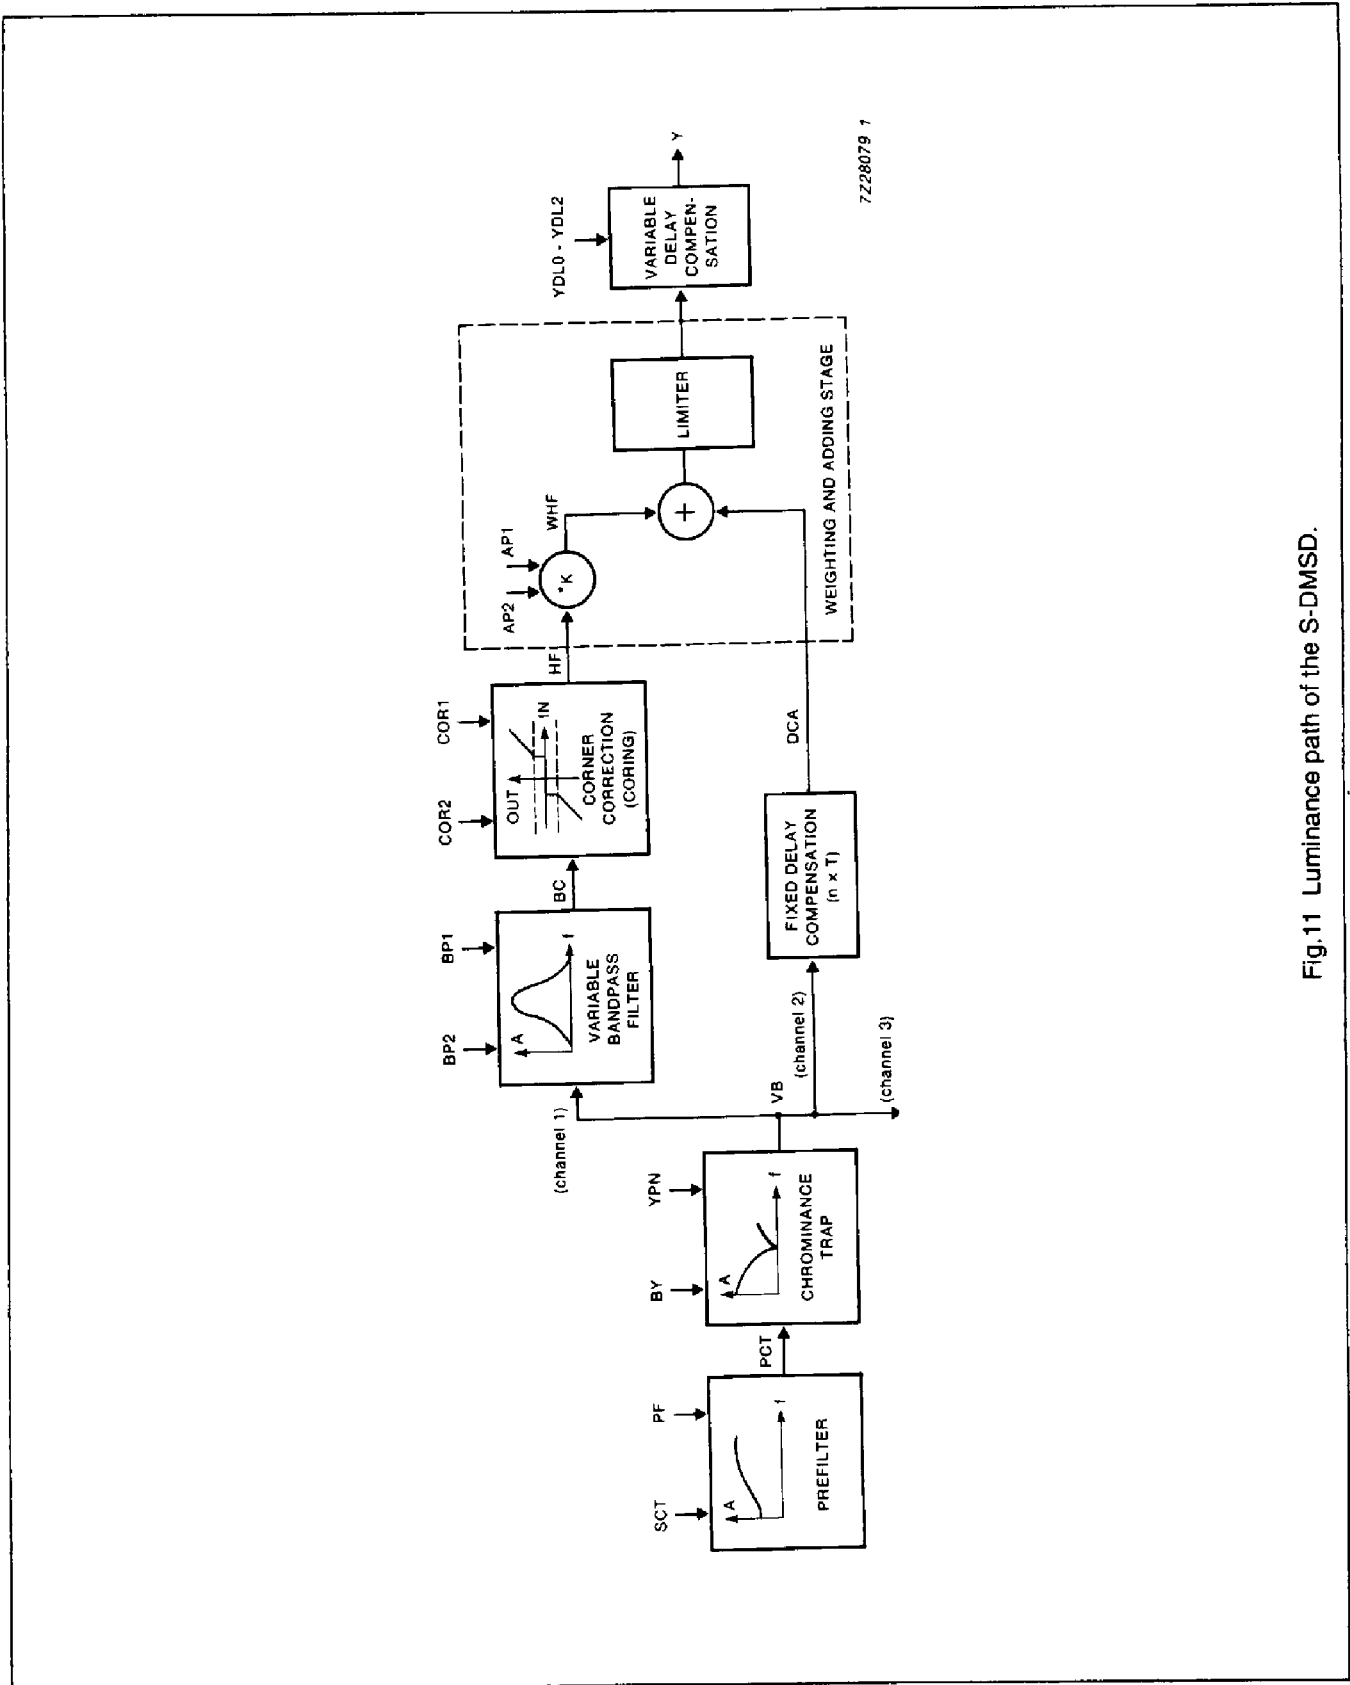 SCT
PF
A
f
PREFILTER
PCT
BY
YPN
A
f
CHROMINANCE
TRAP
VB
(channel 1)
(channel 2)
(channel 3)
BP2
BP1
A
f
VARIABLE
BANDPASS
FILTER
BC
COR2
COR1
OUT
IN
CORNER
CORRECTION
(CORING)
HF
FIXED DELAY
COMPENSATION
(n x T)
DCA
AP2
AP1
*K
WHF
+
LIMITER
WEIGHTING AND ADDING STAGE
YDL0 - YDL2
VARIABLE
DELAY
COMPEN-
SATION
Y
7Z28079 1
Fig.11 Luminance path of the S-DMSD.